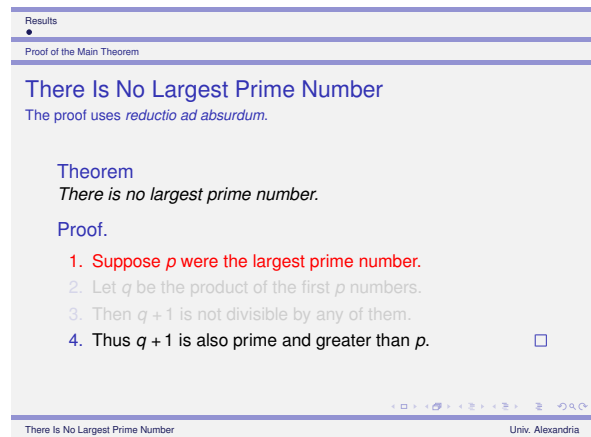 Results
Proof of the Main Theorem
There Is No Largest Prime Number
The proof uses reductio ad absurdum.
Theorem
There is no largest prime number.
Proof.
1. Suppose p were the largest prime number.
2. Let q be the product of the first p numbers.
3. Then q + 1 is not divisible by any of them.
4. Thus q + 1 is also prime and greater than p.
There Is No Largest Prime Number Univ. Alexandria